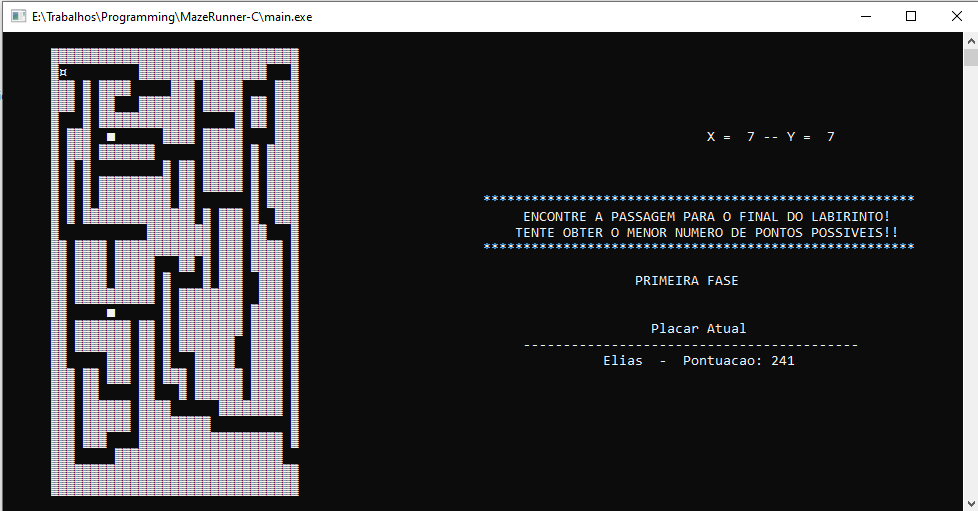 E:\Trabalhos\Programming\MazeRunner-C\main.exe
X =  7 -- Y =  7
******************************************************
ENCONTRE A PASSAGEM PARA O FINAL DO LABIRINTO!
TENTE OBTER O MENOR NUMERO DE PONTOS POSSIVEIS!!
******************************************************
PRIMEIRA FASE
Placar Atual
------------------------------------------
Elias  -  Pontuacao: 241